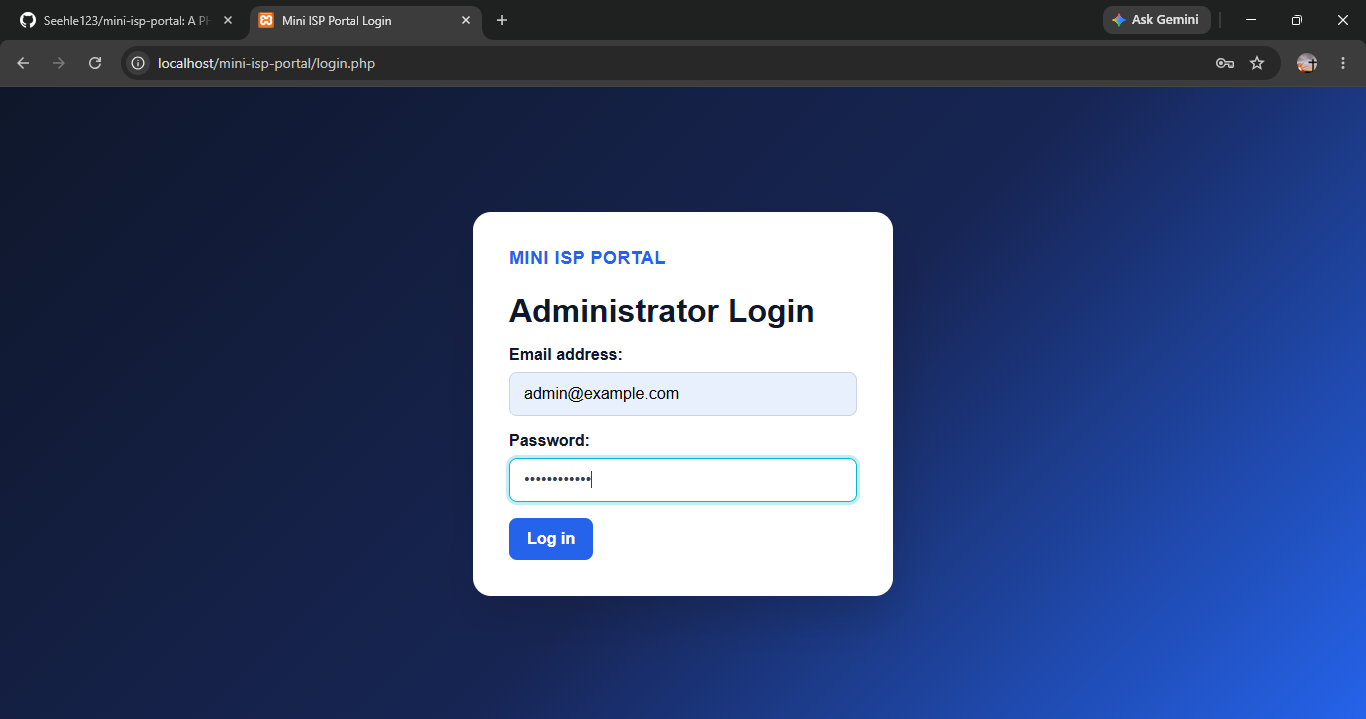 Seehle123/mini-isp-portal: A PH
Mini ISP Portal Login
Ask Gemini
localhost/mini-isp-portal/login.php
MINI ISP PORTAL
Administrator Login
Email address:
admin@example.com
Password:
••••••••••••
Log in